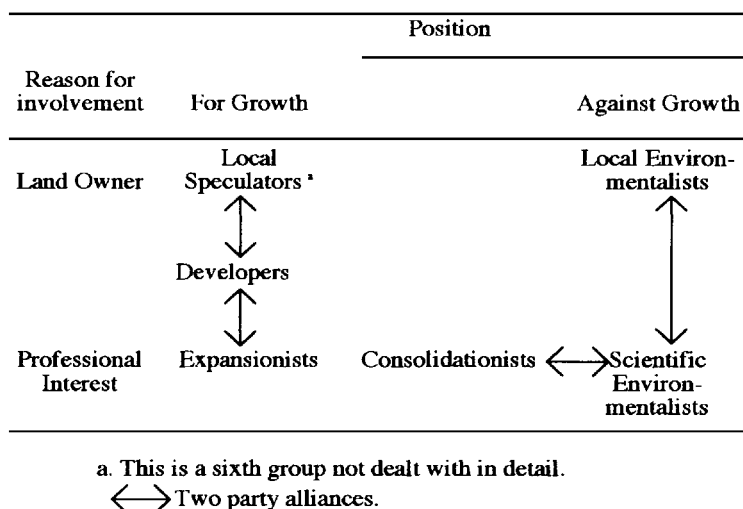 Position
Reason for
involvement For Growth Against Growth
Land Owner Local
Speculators ª Local Environ-
mentalists
Developers
Professional
Interest Expansionists Consolidationists Scientific
Environ-
mentalists
a. This is a sixth group not dealt with in detail.
Two party alliances.